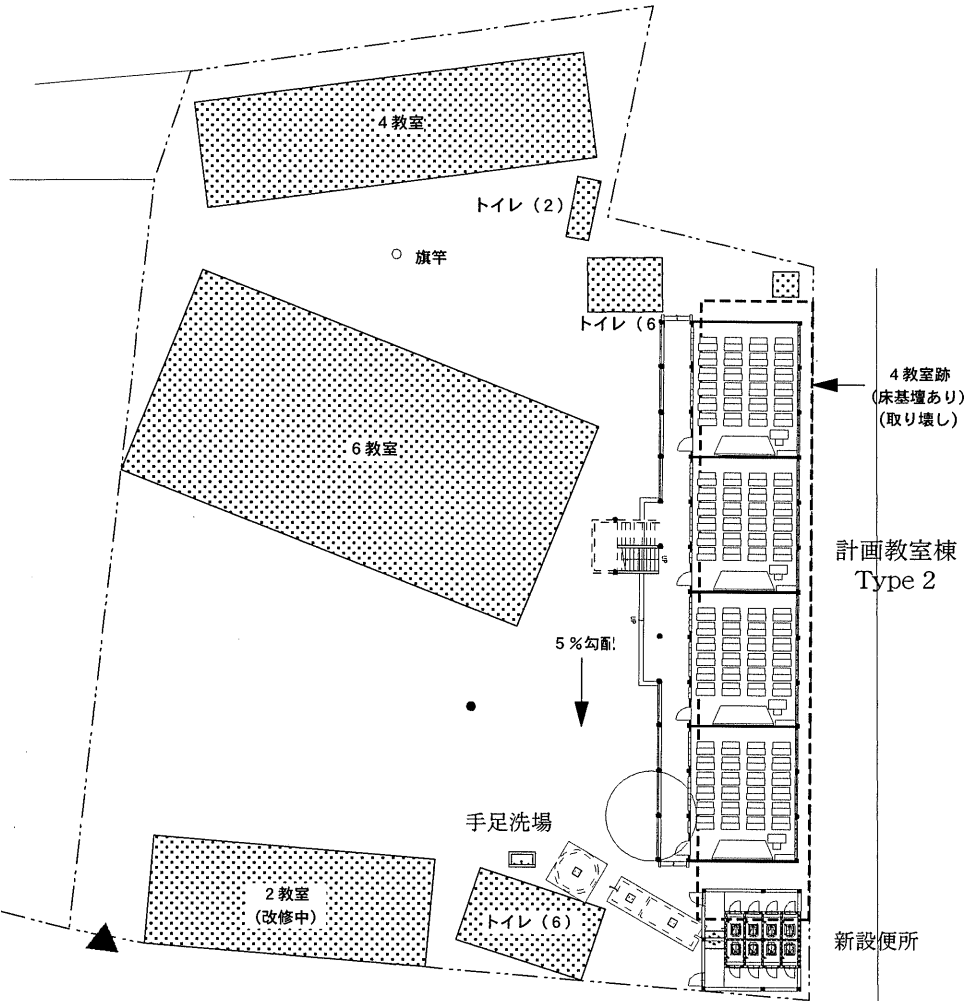 4教室
トイレ（2）
旗竿
トイレ（6
4教室跡
（床基壇あり）
（取り壊し）
6教室
計画教室棟
Type 2
5％勾配
手足洗場
2教室
（改修中）
トイレ（6）
新設便所